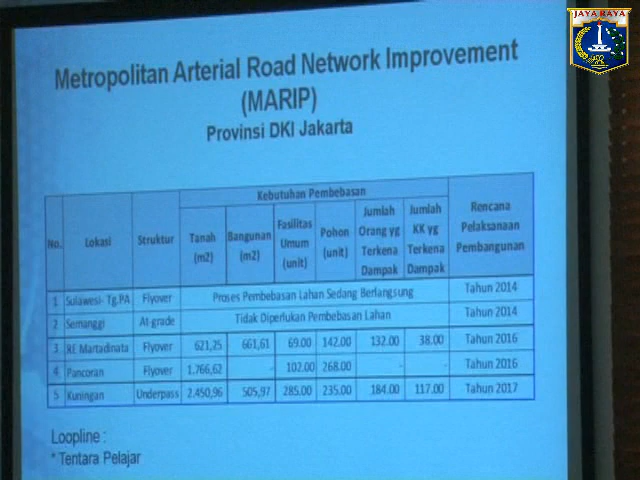 JAYA RAYA
Metropolitan Arterial Road Network Improvement
(MARIP)
Provinsi DKI Jakarta
No. Lokasi Struktur Kebutuhan Pembebasan Rencana Pelaksanaan Pembangunan
Tanah (m2) Bangunan (m2) Fasilitas Umum (unit) Pohon (unit) Jumlah Orang yg Terkena Dampak Jumlah KK yg Terkena Dampak
1 Sulawesi- Tg.PA Flyover Proses Pembebasan Lahan Sedang Berlangsung Tahun 2014
2 Semanggi At-grade Tidak Diperlukan Pembebasan Lahan Tahun 2014
3 RE Martadinata Flyover 621,25 661,61 69.00 142.00 132.00 38.00 Tahun 2016
4 Pancoran Flyover 1.766,62 - 102.00 268.00 - - Tahun 2016
5 Kuningan Underpass 2.450,96 505,97 285.00 235.00 184.00 117.00 Tahun 2017
Loopline :
* Tentara Pelajar